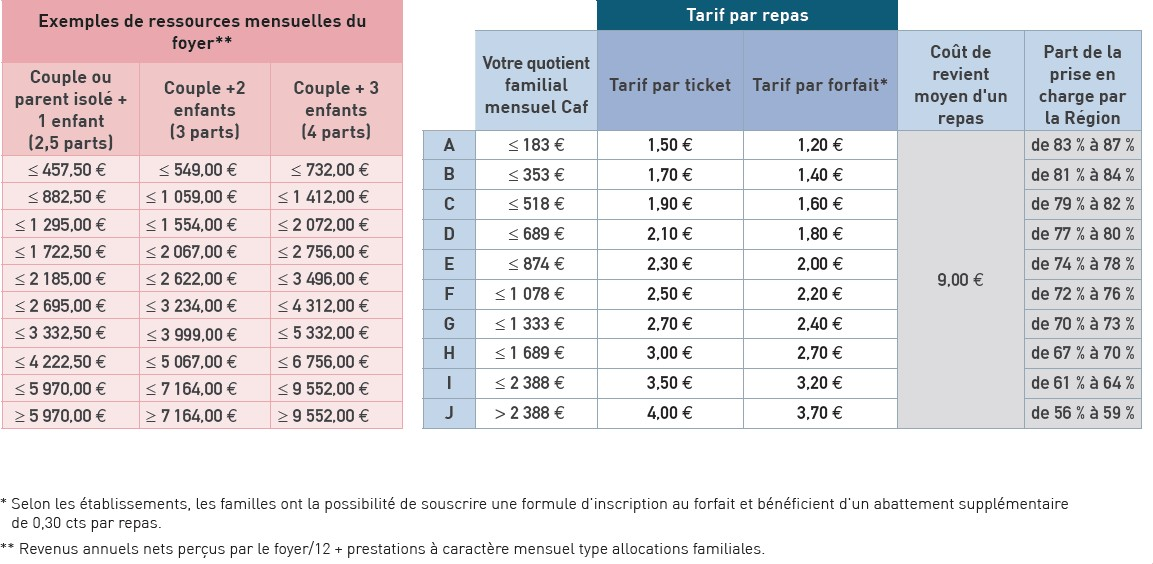 Exemples de ressources mensuelles du
foyer**
Couple ou
parent isolé +
1 enfant
(2,5 parts)
Couple +2
enfants
(3 parts)
Couple + 3
enfants
(4 parts)
≤ 457,50 € ≤ 549,00 € ≤ 732,00 €
≤ 882,50 € ≤ 1 059,00 € ≤ 1 412,00 €
≤ 1 295,00 € ≤ 1 554,00 € ≤ 2 072,00 €
≤ 1 722,50 € ≤ 2 067,00 € ≤ 2 756,00 €
≤ 2 185,00 € ≤ 2 622,00 € ≤ 3 496,00 €
≤ 2 695,00 € ≤ 3 234,00 € ≤ 4 312,00 €
≤ 3 332,50 € ≤ 3 999,00 € ≤ 5 332,00 €
≤ 4 222,50 € ≤ 5 067,00 € ≤ 6 756,00 €
≤ 5 970,00 € ≤ 7 164,00 € ≤ 9 552,00 €
≥ 5 970,00 € ≥ 7 164,00 € ≥ 9 552,00 €
Tarif par repas
Votre quotient
familial
mensuel Caf
Tarif par ticket
Tarif par forfait*
Coût de
revient
moyen d'un
repas
Part de la
prise en
charge par
la Région
A ≤ 183 € 1,50 € 1,20 € de 83 % à 87 %
B ≤ 353 € 1,70 € 1,40 € de 81 % à 84 %
C ≤ 518 € 1,90 € 1,60 € de 79 % à 82 %
D ≤ 689 € 2,10 € 1,80 € de 77 % à 80 %
E ≤ 874 € 2,30 € 2,00 € de 74 % à 78 %
9,00 €
F ≤ 1 078 € 2,50 € 2,20 € de 72 % à 76 %
G ≤ 1 333 € 2,70 € 2,40 € de 70 % à 73 %
H ≤ 1 689 € 3,00 € 2,70 € de 67 % à 70 %
I ≤ 2 388 € 3,50 € 3,20 € de 61 % à 64 %
J > 2 388 € 4,00 € 3,70 € de 56 % à 59 %
* Selon les établissements, les familles ont la possibilité de souscrire une formule d'inscription au forfait et bénéficient d'un abattement supplémentaire
de 0,30 cts par repas.
** Revenus annuels nets perçus par le foyer/12 + prestations à caractère mensuel type allocations familiales.